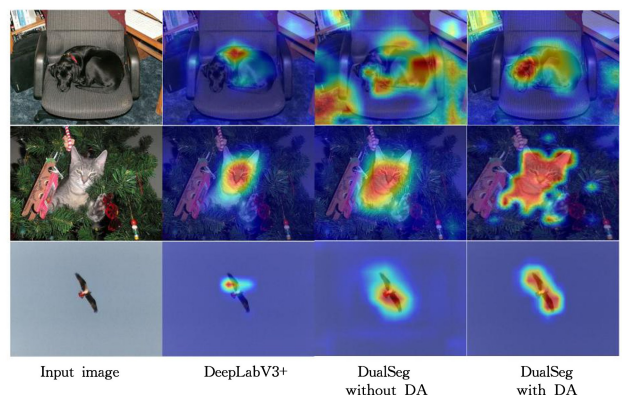 Input image
DeepLabV3+
DualSeg
without DA
DualSeg
with DA